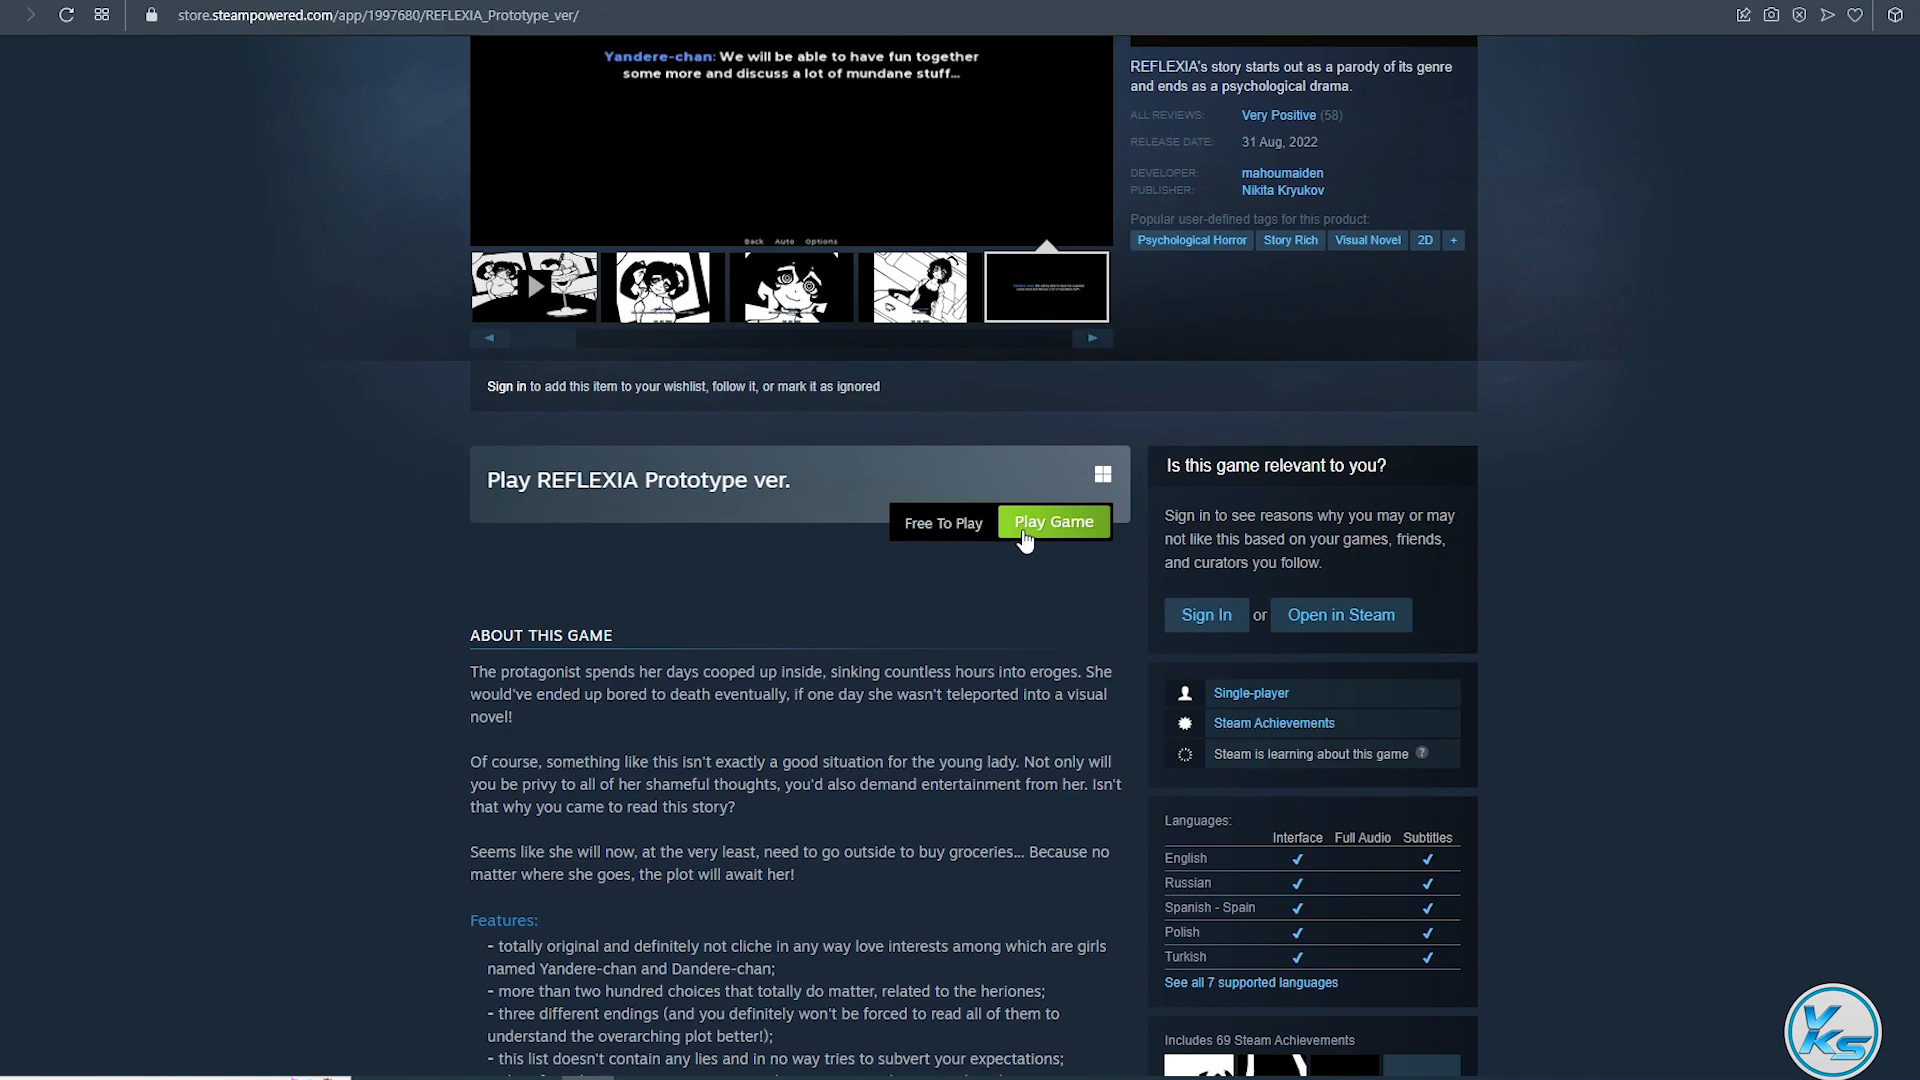 store.steampowered.com/app/1997680/REFLEXIA_Prototype_ver/
Yandere-chan: We will be able to have fun together
some more and discuss a lot of mundane stuff...
Back Auto Options
REFLEXIA's story starts out as a parody of its genre
and ends as a psychological drama.
ALL REVIEWS: Very Positive (58)
RELEASE DATE: 31 Aug, 2022
DEVELOPER: mahoumaiden
PUBLISHER: Nikita Kryukov
Popular user-defined tags for this product:
Psychological Horror Story Rich Visual Novel 2D +
Sign in to add this item to your wishlist, follow it, or mark it as ignored
Play REFLEXIA Prototype ver.
Free To Play Play Game
Is this game relevant to you?
Sign in to see reasons why you may or may
not like this based on your games, friends,
and curators you follow.
Sign In or Open in Steam
ABOUT THIS GAME
The protagonist spends her days cooped up inside, sinking countless hours into eroges. She
would've ended up bored to death eventually, if one day she wasn't teleported into a visual
novel!
Of course, something like this isn't exactly a good situation for the young lady. Not only will
you be privy to all of her shameful thoughts, you'd also demand entertainment from her. Isn't
that why you came to read this story?
Seems like she will now, at the very least, need to go outside to buy groceries... Because no
matter where she goes, the plot will await her!
Features:
- totally original and definitely not cliche in any way love interests among which are girls
named Yandere-chan and Dandere-chan;
- more than two hundred choices that totally do matter, related to the heriones;
- three different endings (and you definitely won't be forced to read all of them to
understand the overarching plot better!);
- this list doesn't contain any lies and in no way tries to subvert your expectations;
Single-player
Steam Achievements
Steam is learning about this game ?
Languages:
Interface Full Audio Subtitles
English ✔ ✔
Russian ✔ ✔
Spanish - Spain ✔ ✔
Polish ✔ ✔
Turkish ✔ ✔
See all 7 supported languages
Includes 69 Steam Achievements
VKS